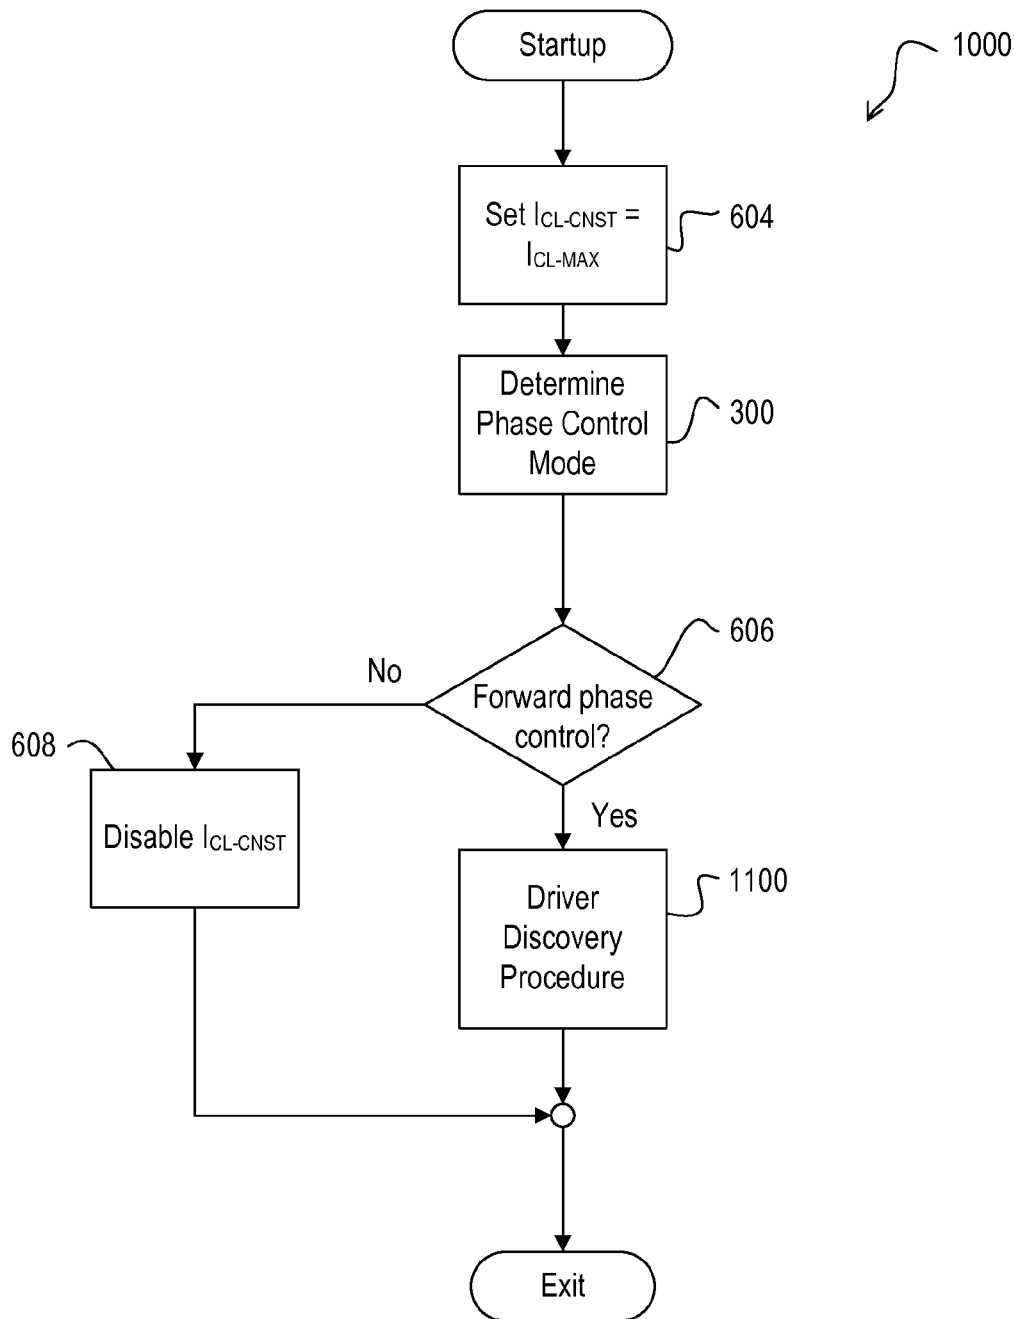 Startup
1000
Set ICL-CNST =
ICL-MAX
604
Determine
Phase Control
Mode
300
606
No
Forward phase
control?
608
Disable ICL-CNST
Yes
Driver
Discovery
Procedure
1100
Exit